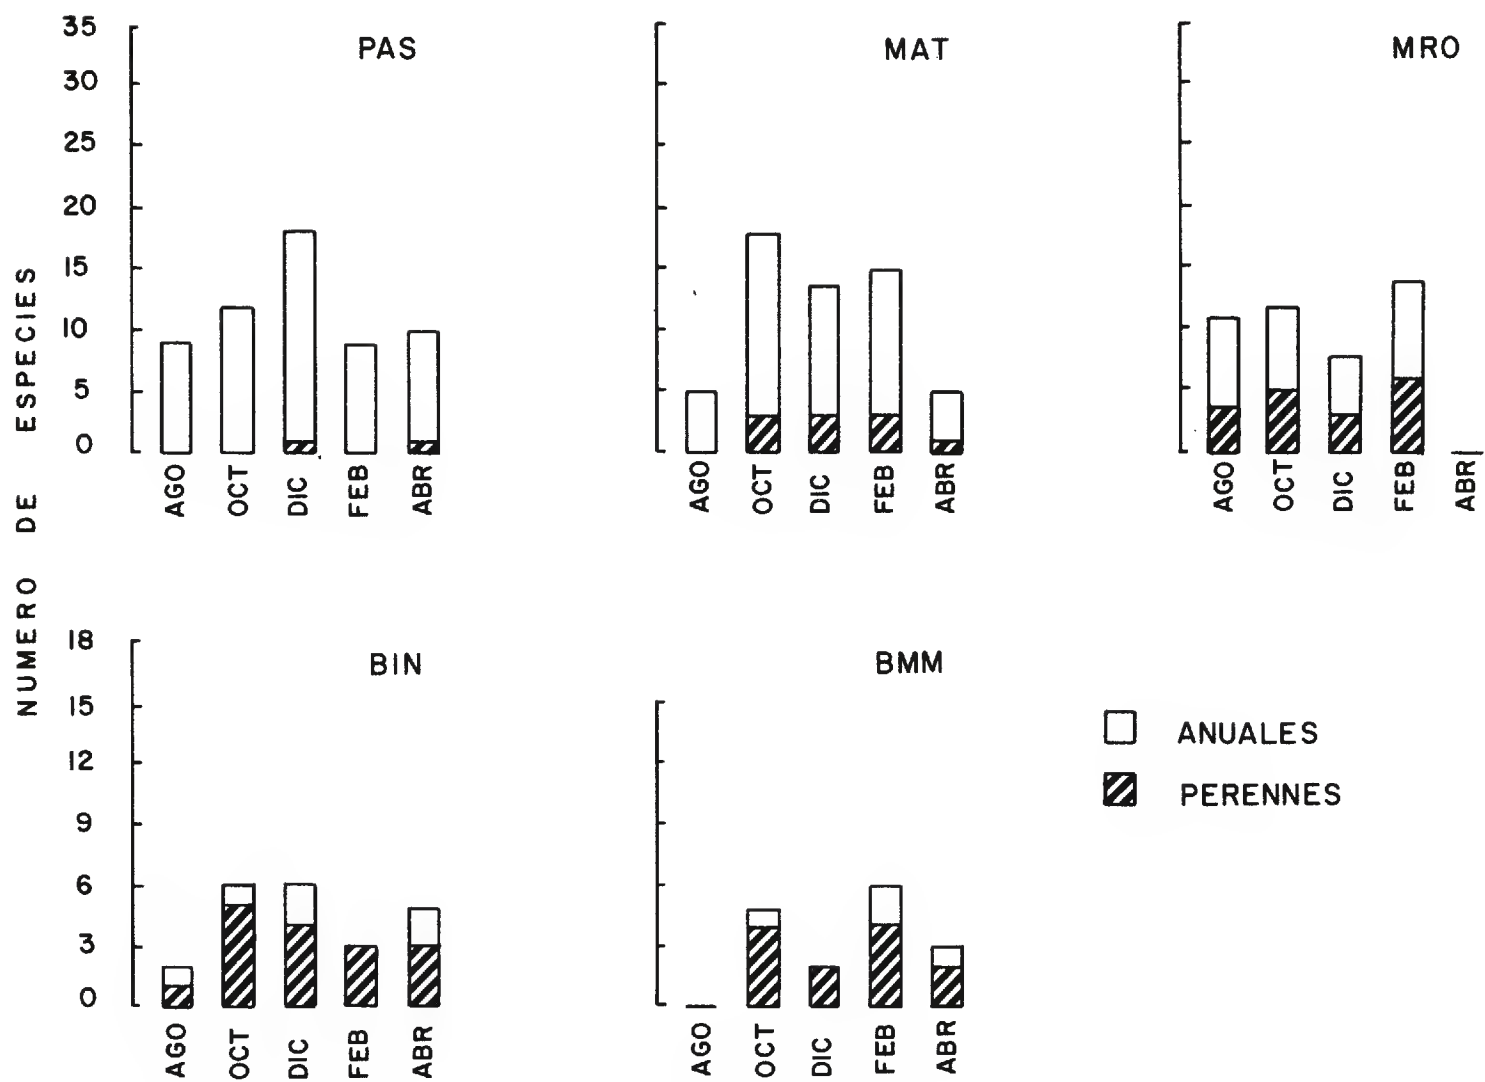 NUMERO DE ESPECIES
PAS
35
30
25
20
15
10
5
0
AGO OCT DIC FEB ABR
MAT
AGO OCT DIC FEB ABR
MRO
AGO OCT DIC FEB ABR
BIN
18
15
12
9
6
3
0
AGO OCT DIC FEB ABR
BMM
AGO OCT DIC FEB ABR
ANUALES
PERENNES